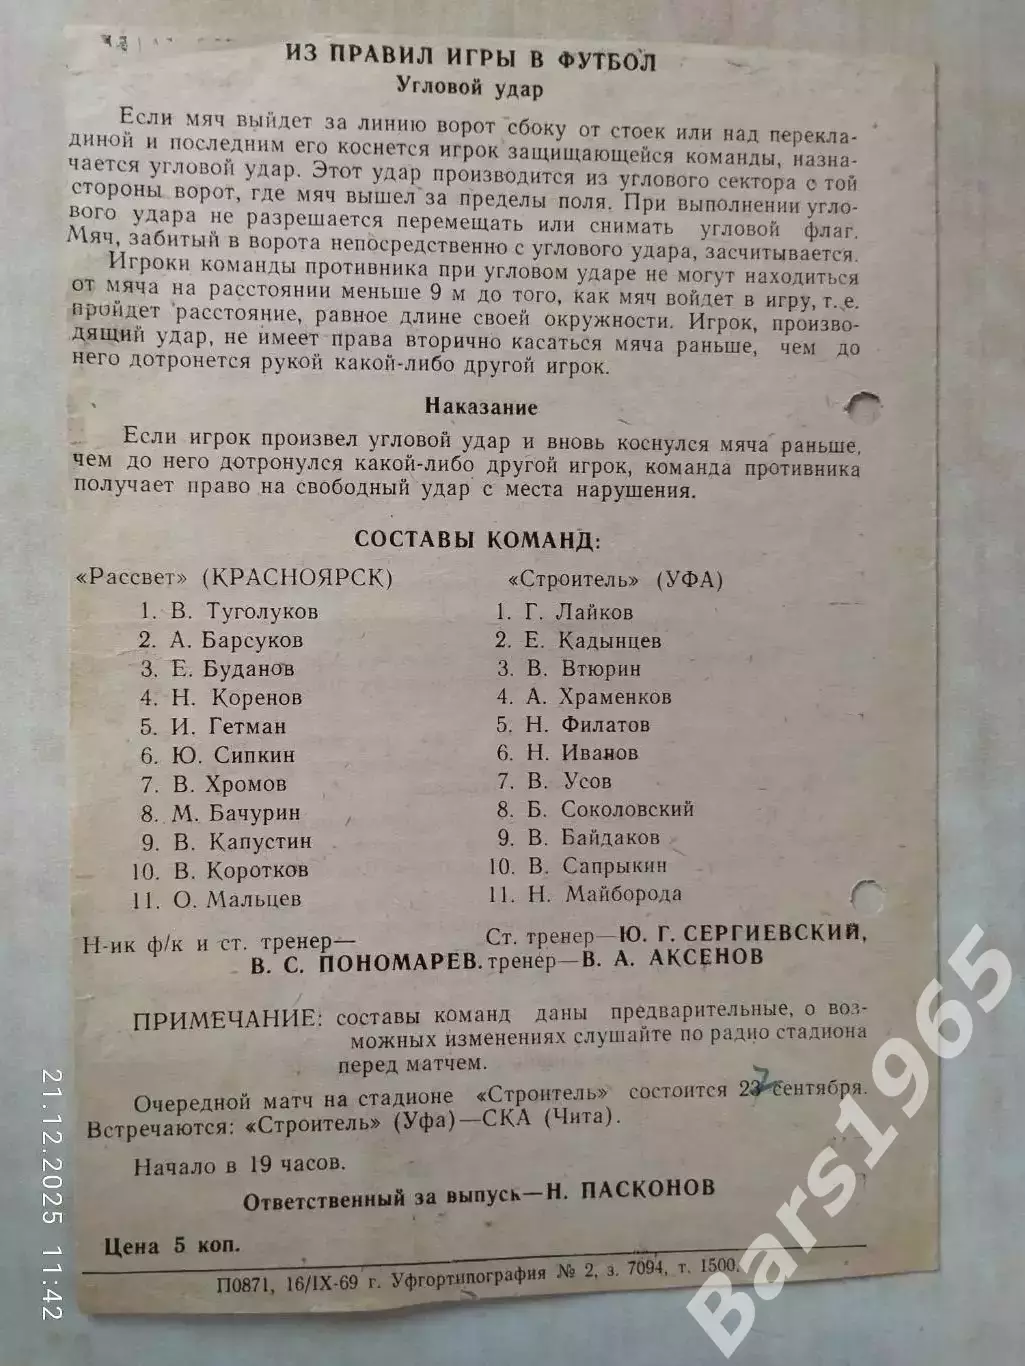 ИЗ ПРАВИЛ ИГРЫ В ФУТБОЛ
Угловой удар
Если мяч выйдет за линию ворот сбоку от стоек или над перекла-
диной и последним его коснется игрок защищающейся команды, назна-
чается угловой удар. Этот удар производится из углового сектора с той
стороны ворот, где мяч вышел за пределы поля. При выполнении угло-
вого удара не разрешается перемещать или снимать угловой флаг.
Мяч, забитый в ворота непосредственно с углового удара, засчитывается.
Игроки команды противника при угловом ударе не могут находиться
от мяча на расстоянии меньше 9 м до того, как мяч войдет в игру, т. е.
пройдет расстояние, равное длине своей окружности. Игрок, произво-
дящий удар, не имеет права вторично касаться мяча раньше, чем до
него дотронется рукой какой-либо другой игрок.
Наказание
Если игрок произвел угловой удар и вновь коснулся мяча раньше,
чем до него дотронулся какой-либо другой игрок, команда противника
получает право на свободный удар с места нарушения.
СОСТАВЫ КОМАНД:
«Рассвет» (КРАСНОЯРСК)
1. В. Туголуков
2. А. Барсуков
3. Е. Буданов
4. Н. Коренов
5. И. Гетман
6. Ю. Сипкин
7. В. Хромов
8. М. Бачурин
9. В. Капустин
10. В. Коротков
11. О. Мальцев
Н-ик ф/к и ст. тренер—
В. С. ПОНОМАРЕВ.
«Строитель» (УФА)
1. Г. Лайков
2. Е. Кадынцев
3. В. Втюрин
4. А. Храменков
5. Н. Филатов
6. Н. Иванов
7. В. Усов
8. Б. Соколовский
9. В. Байдаков
10. В. Сапрыкин
11. Н. Майборода
Ст. тренер—Ю. Г. СЕРГИЕВСКИЙ,
тренер—В. А. АКСЕНОВ
ПРИМЕЧАНИЕ: составы команд даны предварительные, о воз-
можных изменениях слушайте по радио стадиона
перед матчем.
Очередной матч на стадионе «Строитель» состоится 22 сентября.
Встречаются: «Строитель» (Уфа)—СКА (Чита).
Начало в 19 часов.
Ответственный за выпуск—Н. ПАСКОНОВ
Цена 5 коп.
П0871, 16/IX-69 г. Уфгортипография № 2, з. 7094, т. 1500.
21.12.2025 11:42
Bars1965